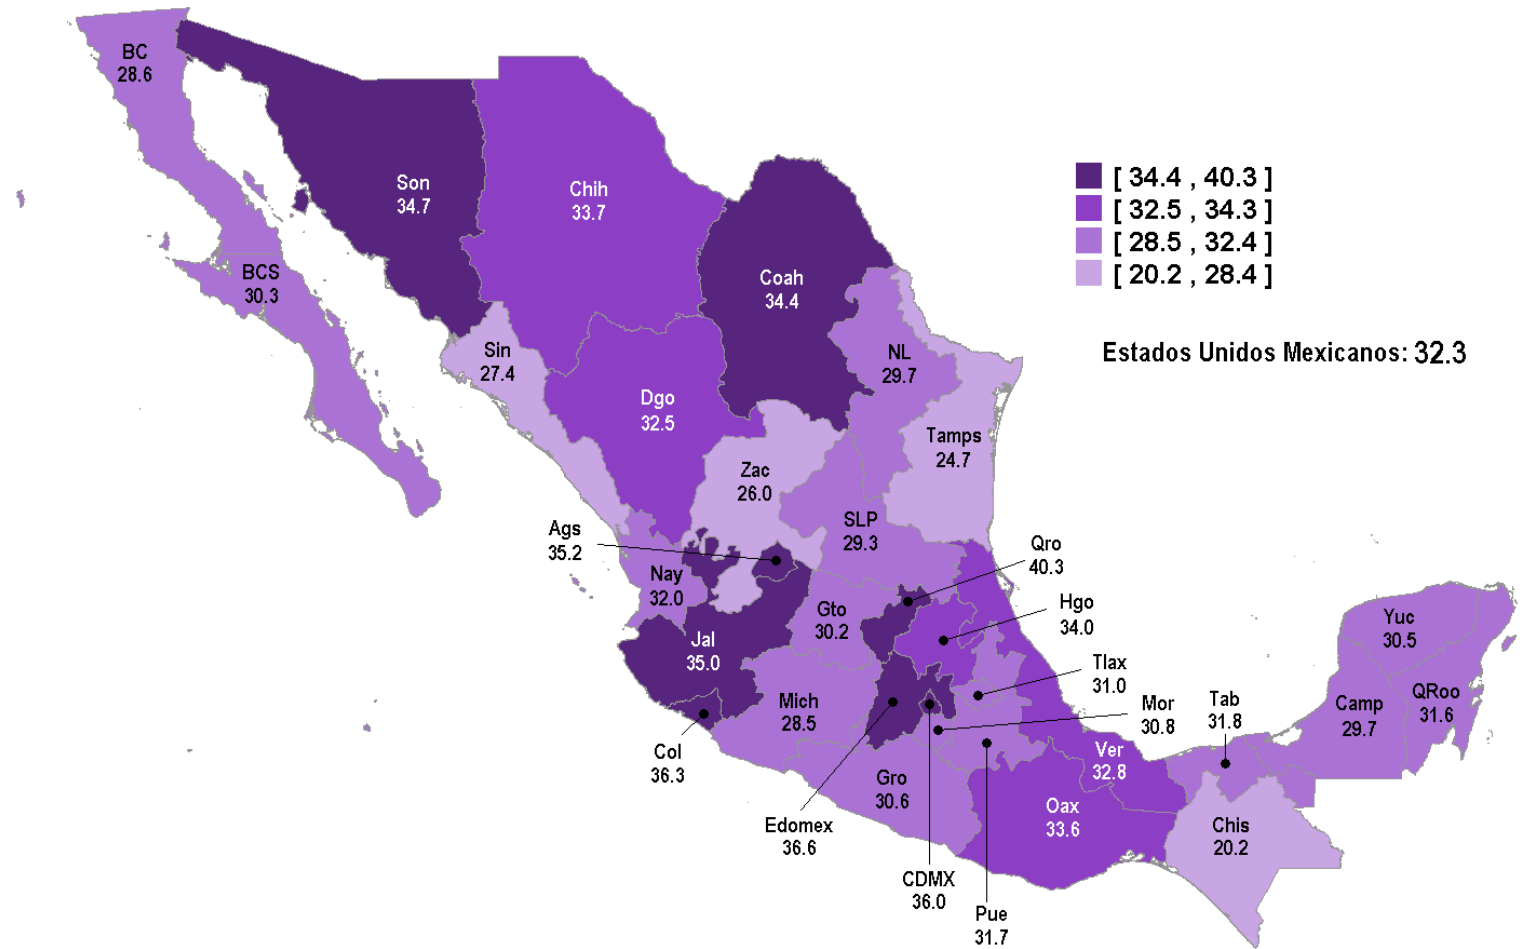 BC
28.6
Son
34.7
Chih
33.7
[ 34.4 , 40.3 ]
[ 32.5 , 34.3 ]
[ 28.5 , 32.4 ]
[ 20.2 , 28.4 ]
BCS
30.3
Coah
34.4
Estados Unidos Mexicanos: 32.3
Sin
27.4
NL
29.7
Dgo
32.5
Tamps
24.7
Zac
26.0
SLP
29.3
Ags
35.2
Qro
40.3
Nay
32.0
Gto
30.2
Hgo
34.0
Yuc
30.5
Jal
35.0
Tlax
31.0
Mich
28.5
Mor
30.8
Tab
31.8
Camp
29.7
QRoo
31.6
Col
36.3
Ver
32.8
Gro
30.6
Oax
33.6
Edomex
36.6
Chis
20.2
CDMX
36.0
Pue
31.7